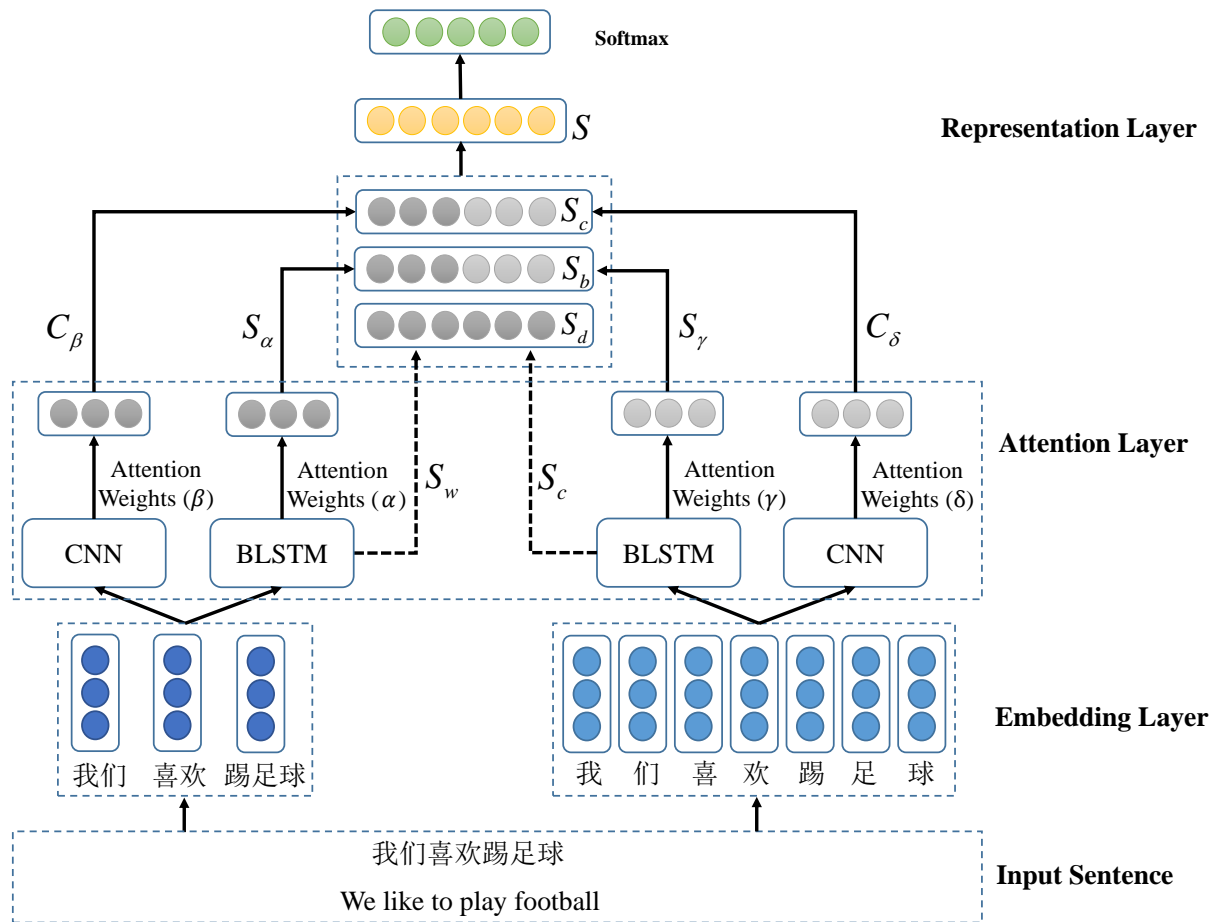 Softmax
S
Representation Layer
S_c
S_b
S_d
C_β
S_α
S_γ
C_δ
Attention Layer
Attention Weights (β)
Attention Weights (α)
S_w
S_c
Attention Weights (γ)
Attention Weights (δ)
CNN
BLSTM
BLSTM
CNN
Embedding Layer
我们 喜欢 踢足球
我 们 喜 欢 踢 足 球
我们喜欢踢足球
We like to play football
Input Sentence